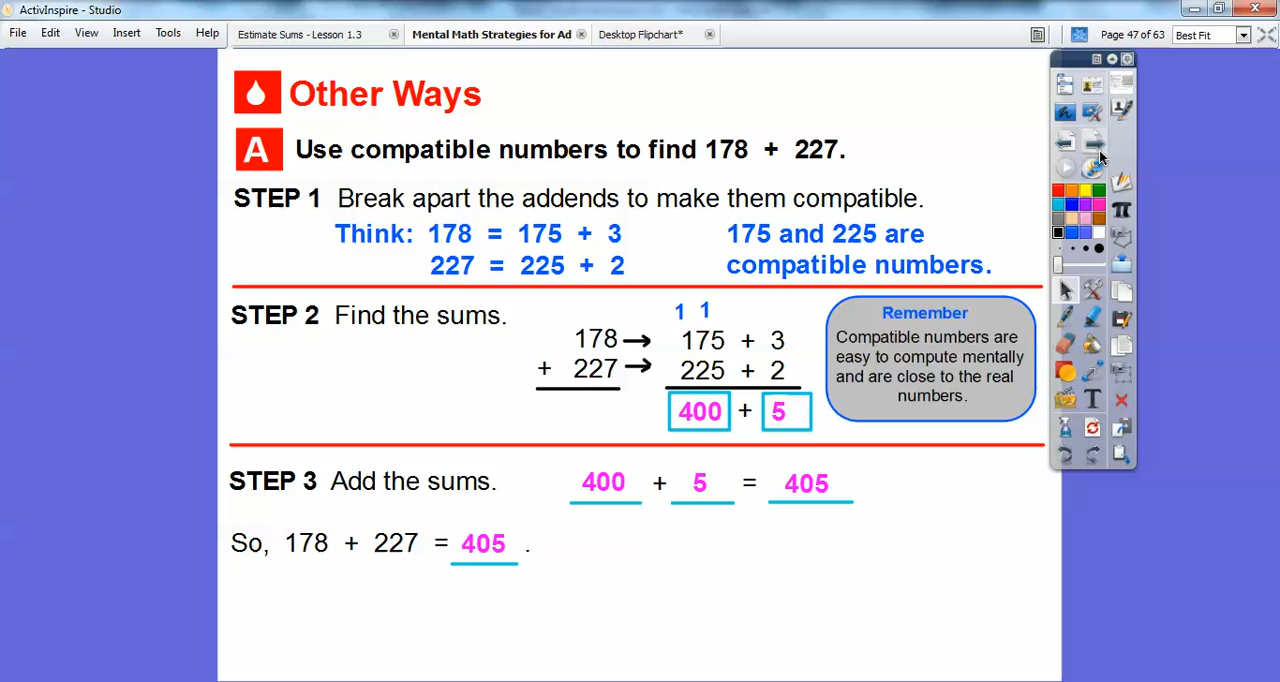 ActivInspire - Studio
File Edit View Insert Tools Help
Estimate Sums - Lesson 1.3
Mental Math Strategies for Ad
Desktop Flipchart*
Page 47 of 63
Best Fit
Other Ways
A Use compatible numbers to find 178 + 227.
STEP 1 Break apart the addends to make them compatible.
Think: 178 = 175 + 3
227 = 225 + 2
175 and 225 are
compatible numbers.
STEP 2 Find the sums.
1 1
178 → 175 + 3
+ 227 → 225 + 2
400 + 5
Remember
Compatible numbers are
easy to compute mentally
and are close to the real
numbers.
STEP 3 Add the sums. 400 + 5 = 405
So, 178 + 227 = 405 .